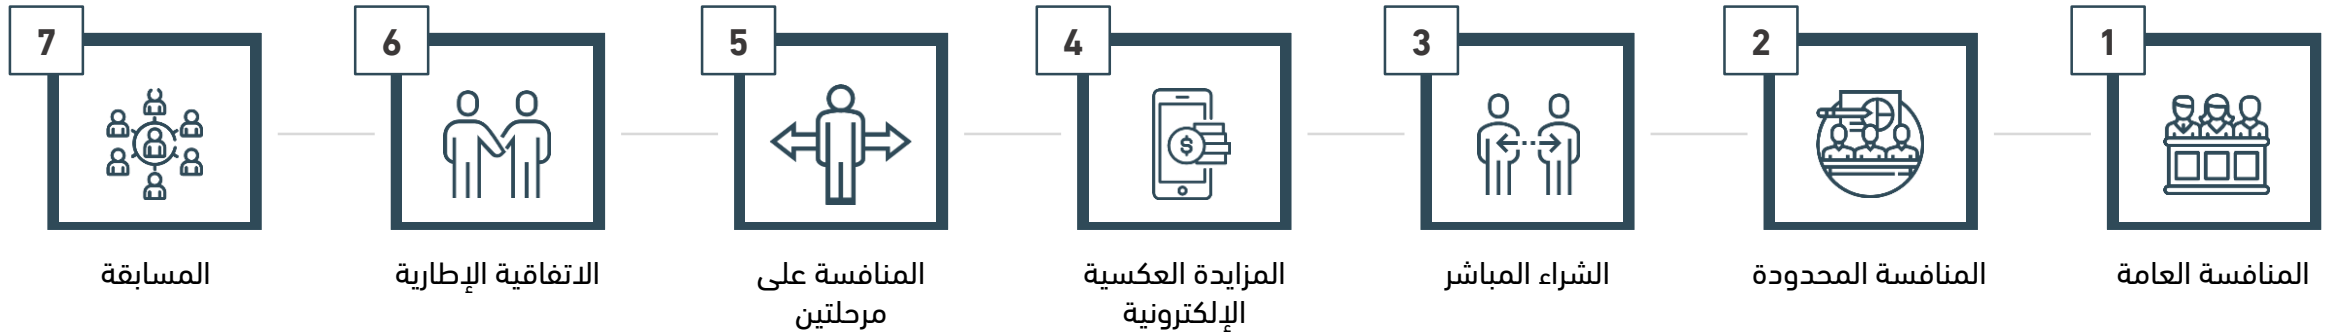 1
المنافسة العامة
2
المنافسة المحدودة
3
الشراء المباشر
4
المزايدة العكسية
الإلكترونية
5
المنافسة على
مرحلتين
6
الاتفاقية الإطارية
7
المسابقة
$